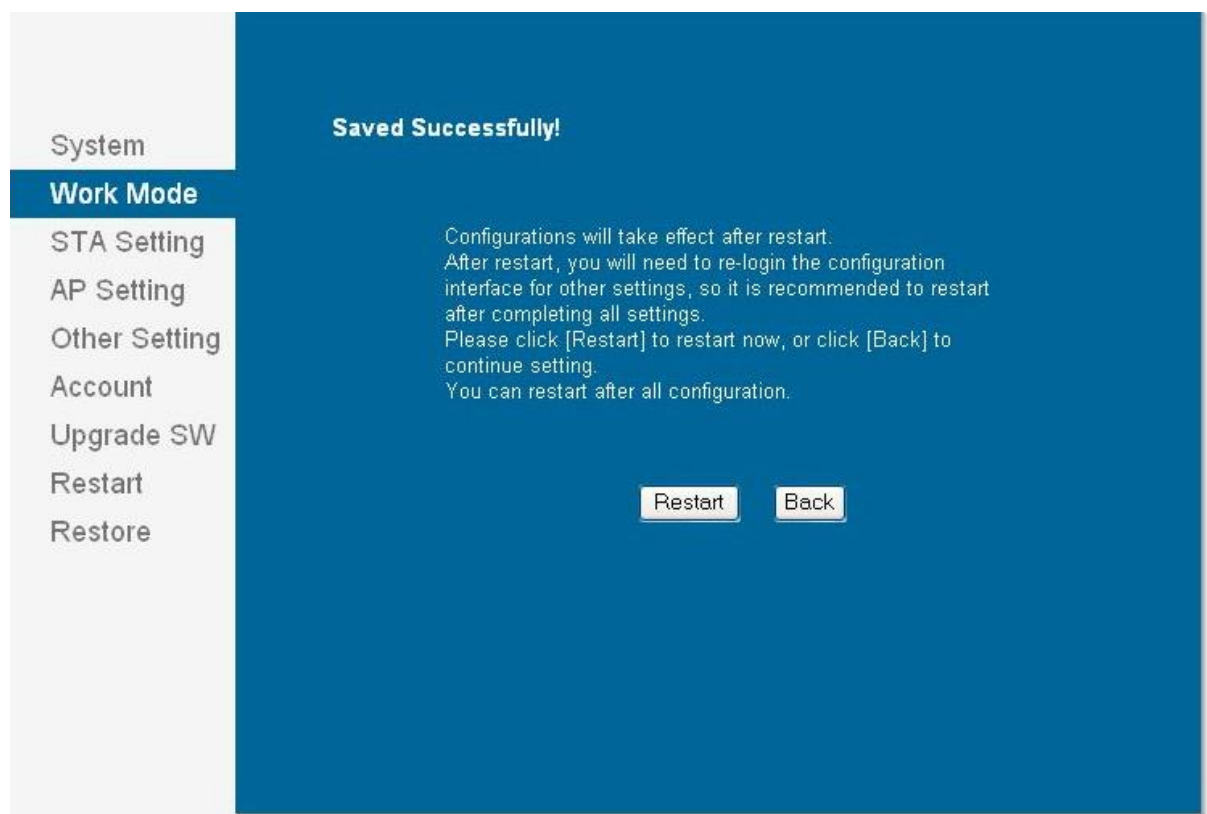 System
Work Mode
STA Setting
AP Setting
Other Setting
Account
Upgrade SW
Restart
Restore
Saved Successfully!
Configurations will take effect after restart.
After restart, you will need to re-login the configuration
interface for other settings, so it is recommended to restart
after completing all settings.
Please click [Restart] to restart now, or click [Back] to
continue setting.
You can restart after all configuration.
Restart
Back